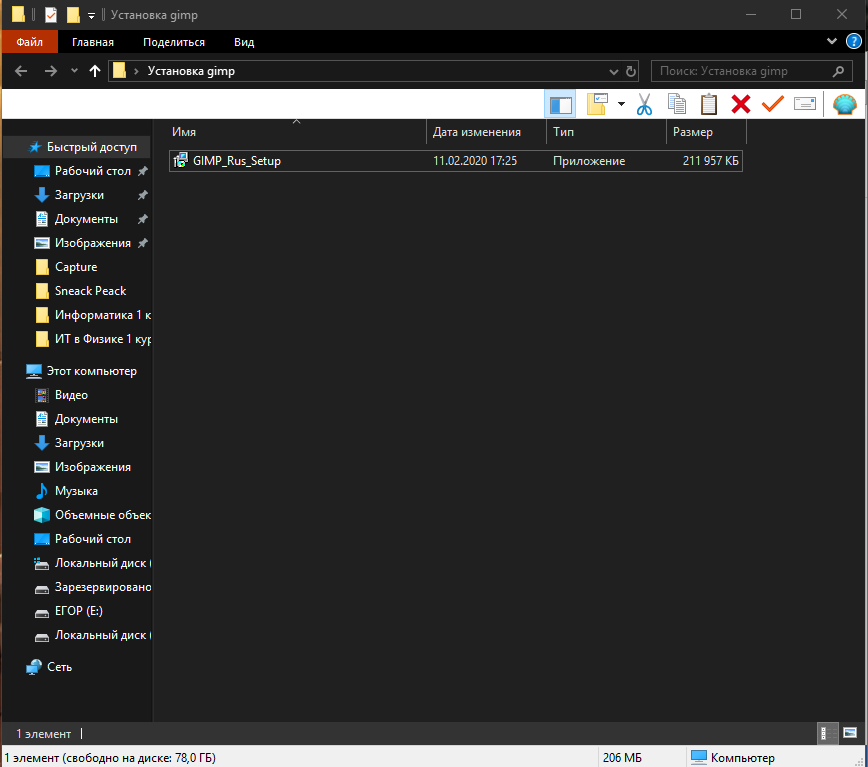 Установка gimp
Файл Главная Поделиться Вид
Установка gimp Поиск: Установка gimp
Имя Дата изменения Тип Размер
GIMP_Rus_Setup 11.02.2020 17:25 Приложение 211 957 КБ
Быстрый доступ
Рабочий стол
Загрузки
Документы
Изображения
Capture
Sneack Peack
Информатика 1 к
ИТ в Физике 1 кур
Этот компьютер
Видео
Документы
Загрузки
Изображения
Музыка
Объемные объек
Рабочий стол
Локальный диск (
Зарезервировано
ЕГОР (E:)
Локальный диск (
Сеть
1 элемент
1 элемент (свободно на диске: 78,0 ГБ) 206 МБ Компьютер